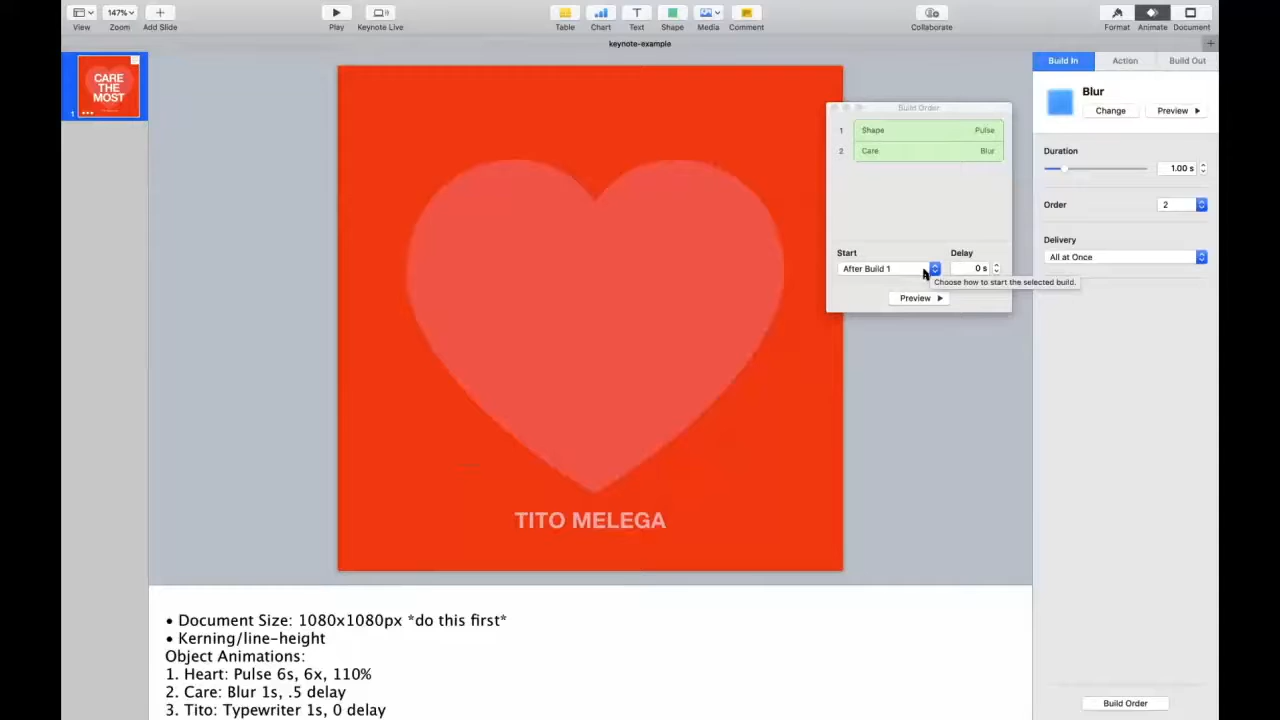 View
147%
Zoom
Add Slide
Play
Keynote Live
Table
Chart
Text
Shape
Media
Comment
Collaborate
Format
Animate
Document
keynote-example
CARE
THE
MOST
1
TITO MELEGA
Build Order
1 Shape Pulse
2 Care Blur
Start
Delay
After Build 1
0 s
Choose how to start the selected build.
Preview
Build In
Action
Build Out
Blur
Change
Preview
Duration
1.00 s
Order
2
Delivery
All at Once
Build Order
• Document Size: 1080x1080px *do this first*
• Kerning/line-height
Object Animations:
1. Heart: Pulse 6s, 6x, 110%
2. Care: Blur 1s, .5 delay
3. Tito: Typewriter 1s, 0 delay